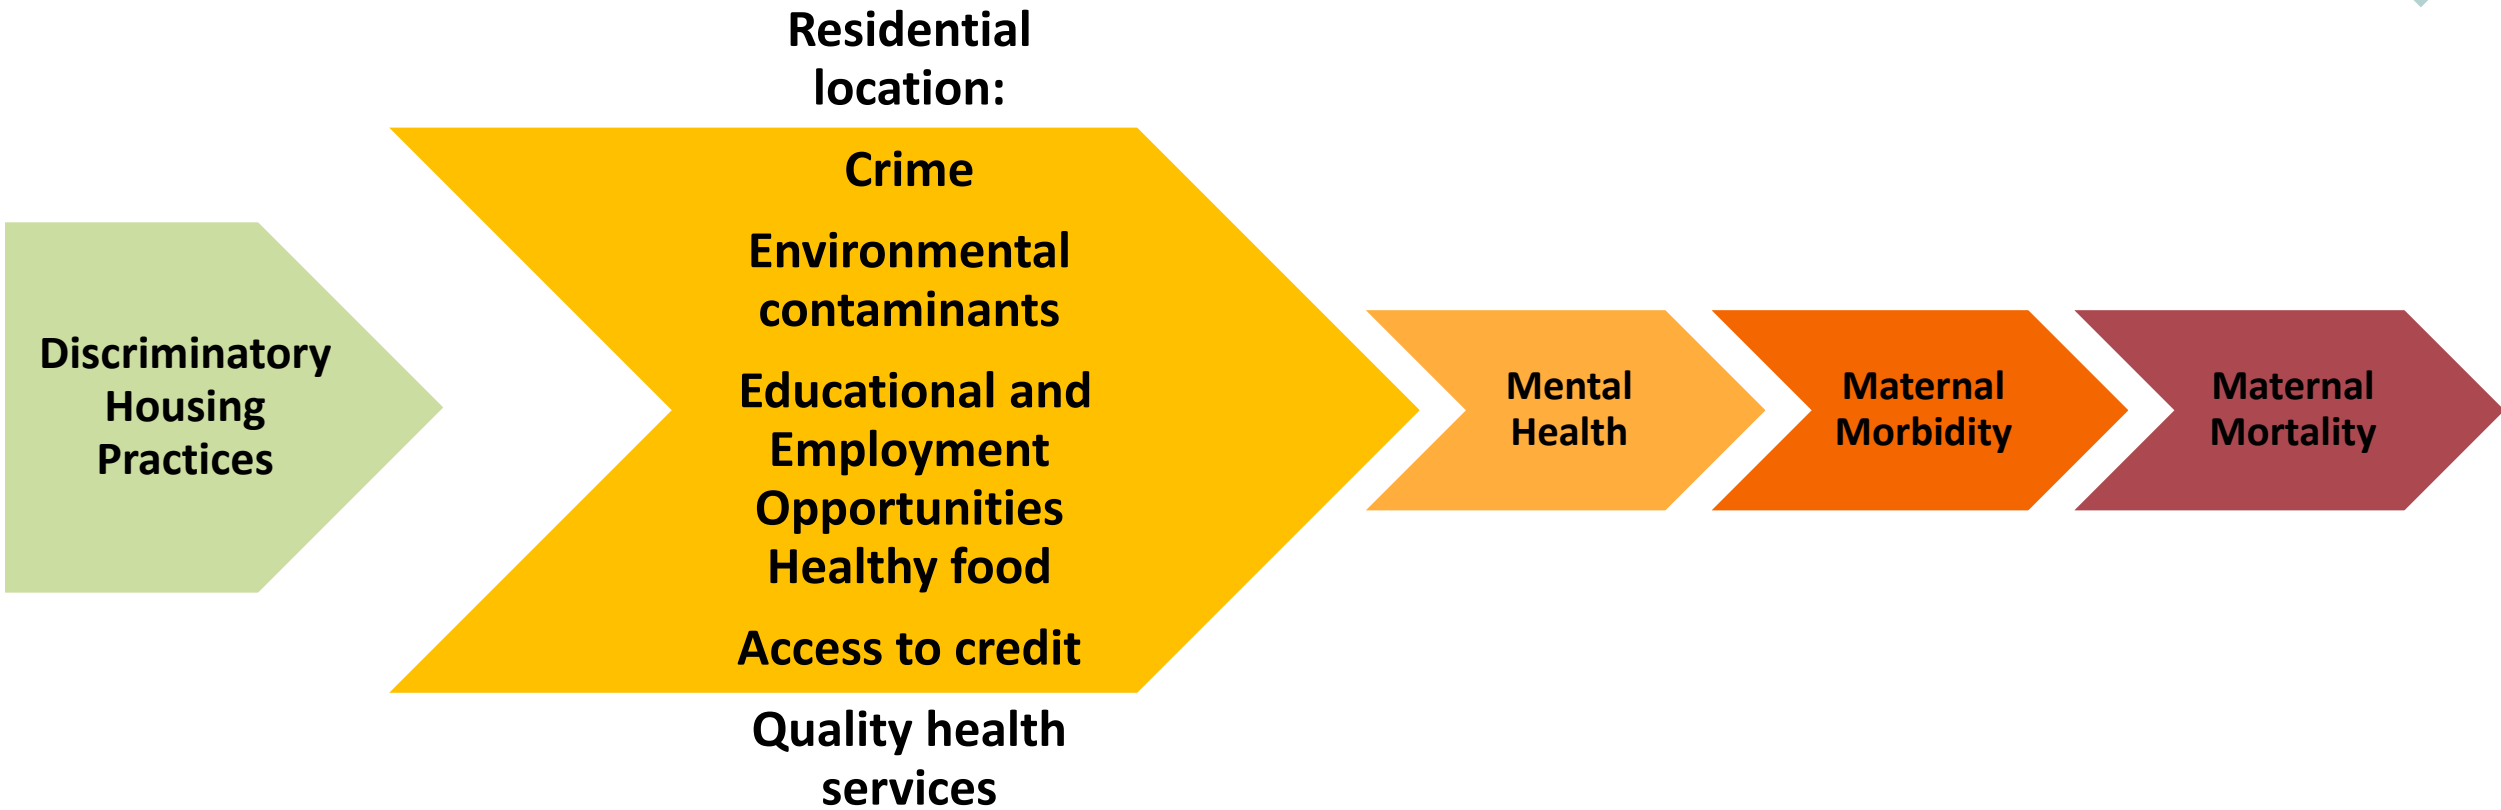 Discriminatory
Housing
Practices
Residential
location:
Crime
Environmental
contaminants
Educational and
Employment
Opportunities
Healthy food
Access to credit
Quality health
services
Mental
Health
Maternal
Morbidity
Maternal
Mortality